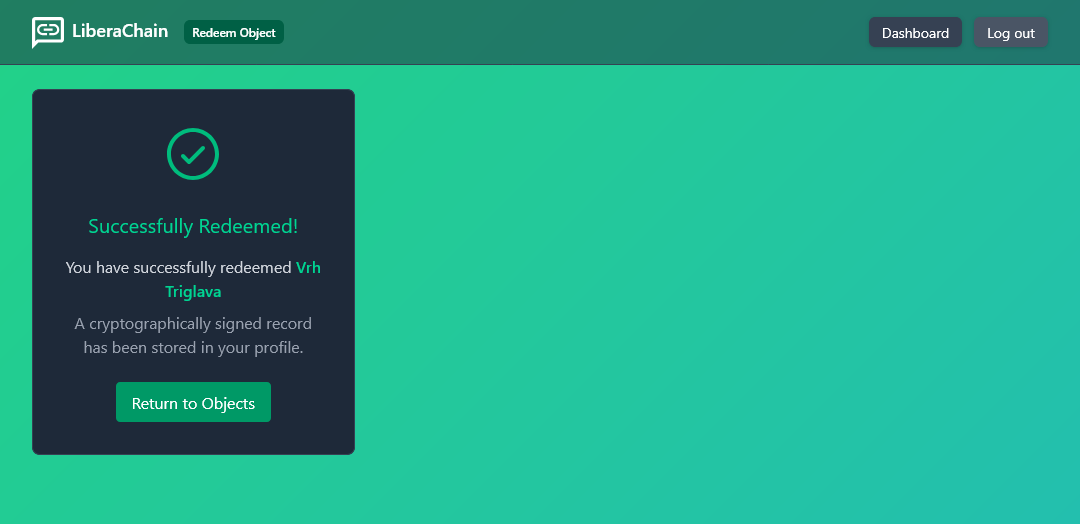 LiberaChain
Redeem Object
Dashboard
Log out
Successfully Redeemed!
You have successfully redeemed Vrh
Triglava
A cryptographically signed record
has been stored in your profile.
Return to Objects